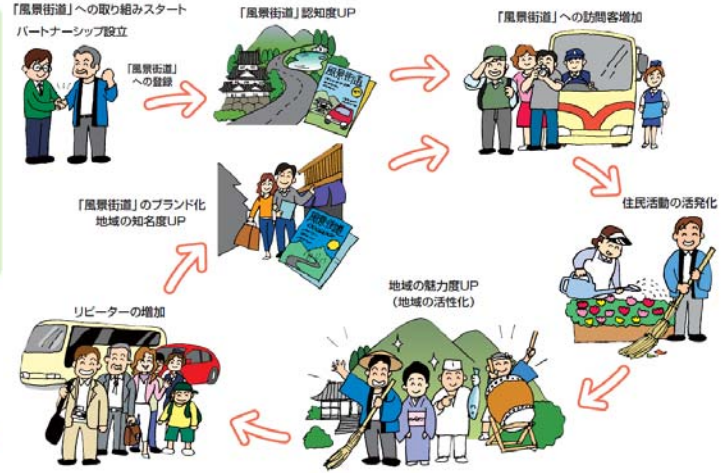 「風景街道」への取り組みスタート
パートナーシップ設立
「風景街道」
への登録
「風景街道」認知度UP
風景街道
「風景街道」への訪問客増加
住民活動の活発化
地域の魅力度UP
（地域の活性化）
リピーターの増加
「風景街道」のブランド化
地域の知名度UP
風景街道